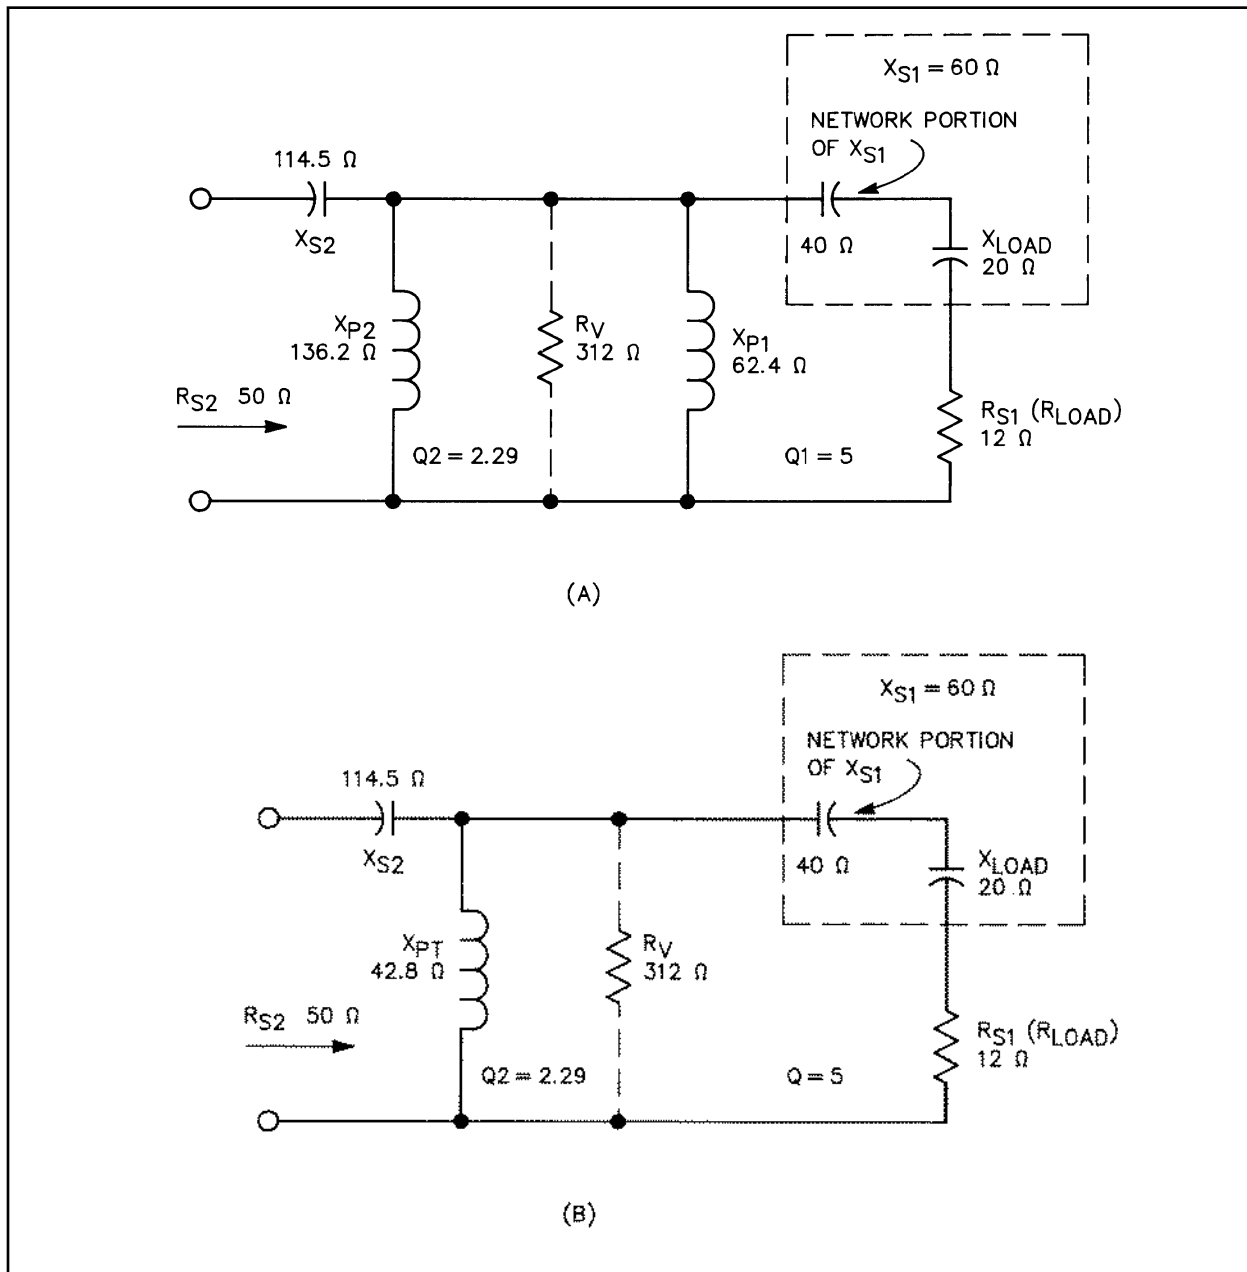 XS1 = 60 Ω
NETWORK PORTION
OF XS1
114.5 Ω
XS2
40 Ω
XLOAD
20 Ω
XP2
136.2 Ω
RV
312 Ω
XP1
62.4 Ω
RS2 50 Ω
RS1 (RLOAD)
12 Ω
Q2 = 2.29
Q1 = 5
(A)
XS1 = 60 Ω
NETWORK PORTION
OF XS1
114.5 Ω
XS2
40 Ω
XLOAD
20 Ω
XPT
42.8 Ω
RV
312 Ω
RS2 50 Ω
RS1 (RLOAD)
12 Ω
Q2 = 2.29
Q = 5
(B)